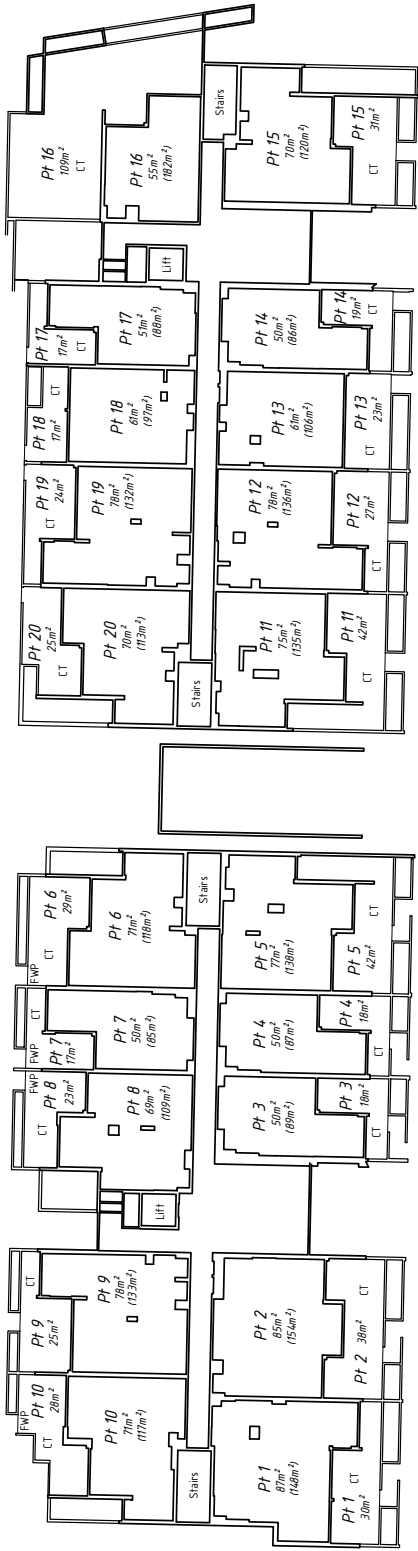 Pt 16
109m²
CT
Pt 16
55m²
(182m²)
Stairs
Pt 15
70m²
(120m²)
Pt 15
31m²
CT
Lift
Pt 17
17m²
CT
Pt 17
51m²
(88m²)
Pt 14
50m²
(86m²)
Pt 14
19m²
CT
Pt 18
17m²
CT
Pt 18
61m²
(97m²)
Pt 13
61m²
(106m²)
Pt 13
23m²
CT
Pt 19
24m²
CT
Pt 19
78m²
(132m²)
Pt 12
78m²
(136m²)
Pt 12
27m²
CT
Pt 20
25m²
CT
Pt 20
70m²
(113m²)
Stairs
Pt 11
75m²
(135m²)
Pt 11
42m²
CT
Pt 6
29m²
CT
FWP
Pt 6
71m²
(118m²)
Stairs
Pt 5
77m²
(138m²)
Pt 5
42m²
CT
CT
FWP
Pt 7
17m²
Pt 7
50m²
(85m²)
Pt 4
50m²
(87m²)
Pt 4
18m²
CT
FWP
Pt 8
23m²
CT
Pt 8
69m²
(109m²)
Pt 3
50m²
(89m²)
Pt 3
18m²
CT
Lift
CT
Pt 9
25m²
Pt 9
78m²
(133m²)
Pt 2
85m²
(154m²)
CT
Pt 2
38m²
FWP
Pt 10
28m²
CT
Pt 10
71m²
(117m²)
Stairs
Pt 1
87m²
(148m²)
Pt 1
30m²
CT